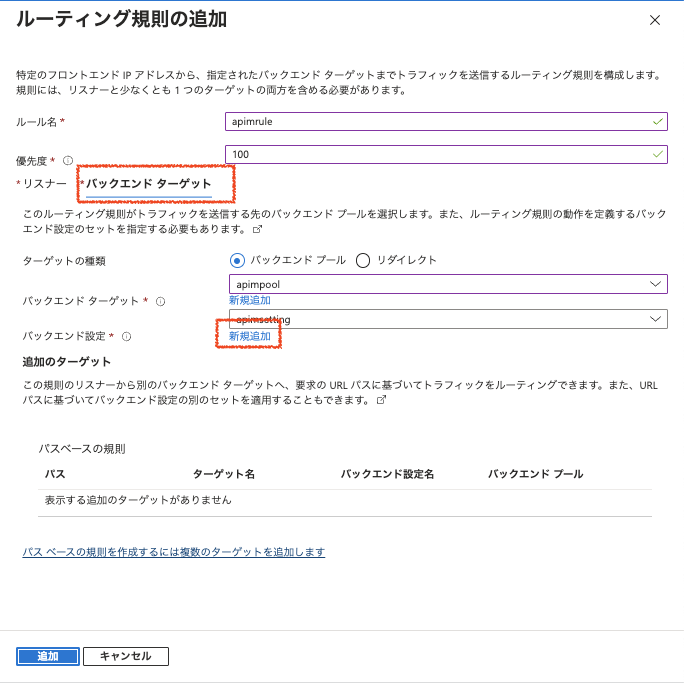 ルーティング規則の追加
特定のフロントエンド IP アドレスから、指定されたバックエンド ターゲットまでトラフィックを送信するルーティング規則を構成します。
規則には、リスナーと少なくとも 1 つのターゲットの両方を含める必要があります。
ルール名 * apimrule
優先度 * 100
* リスナー * バックエンド ターゲット
このルーティング規則がトラフィックを送信する先のバックエンド プールを選択します。また、ルーティング規則の動作を定義するバック
エンド設定のセットを指定する必要もあります。
ターゲットの種類 バックエンド プール リダイレクト
apimpool
バックエンド ターゲット * 新規追加
apimsetting
バックエンド設定 * 新規追加
追加のターゲット
この規則のリスナーから別のバックエンド ターゲットへ、要求の URL パスに基づいてトラフィックをルーティングできます。また、URL
パスに基づいてバックエンド設定の別のセットを適用することもできます。
パスベースの規則
パス ターゲット名 バックエンド設定名 バックエンド プール
表示する追加のターゲットがありません
パス ベースの規則を作成するには複数のターゲットを追加します
追加 キャンセル